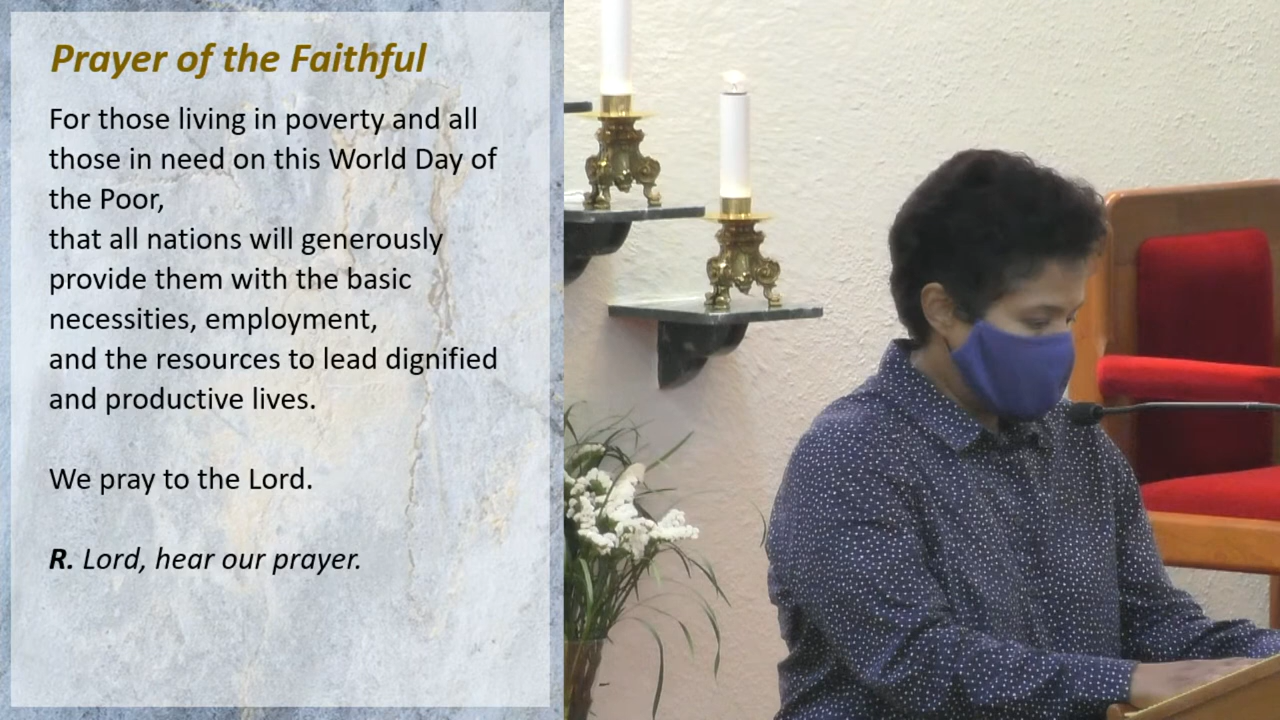 Prayer of the Faithful
For those living in poverty and all
those in need on this World Day of
the Poor,
that all nations will generously
provide them with the basic
necessities, employment,
and the resources to lead dignified
and productive lives.
We pray to the Lord.
R. Lord, hear our prayer.